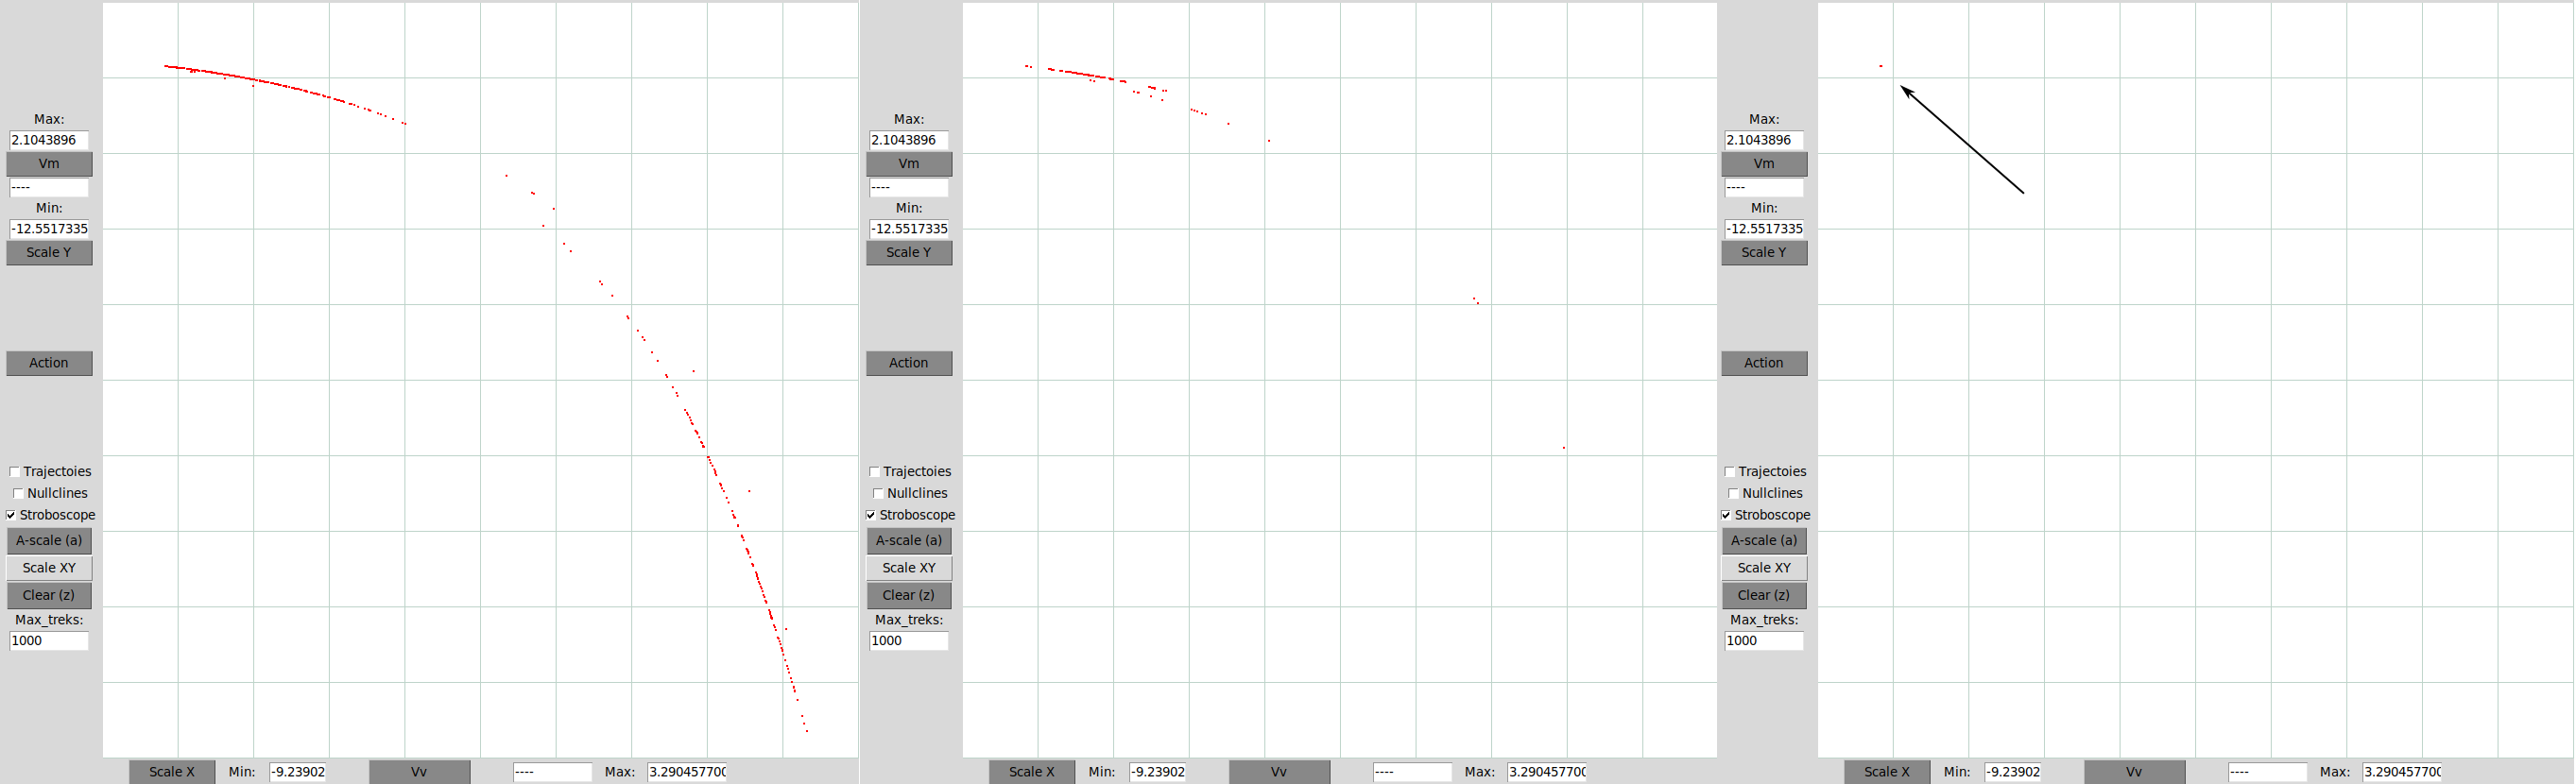 Max:
2.1043896
Vm
----
Min:
-12.5517335
Scale Y
Action
Trajectoies
Nullclines
Stroboscope
A-scale (a)
Scale XY
Clear (z)
Max_treks:
1000
Scale X Min: -9.23902 Vv ---- Max: 3.290457700
Max:
2.1043896
Vm
----
Min:
-12.5517335
Scale Y
Action
Trajectoies
Nullclines
Stroboscope
A-scale (a)
Scale XY
Clear (z)
Max_treks:
1000
Scale X Min: -9.23902 Vv ---- Max: 3.290457700
Max:
2.1043896
Vm
----
Min:
-12.5517335
Scale Y
Action
Trajectoies
Nullclines
Stroboscope
A-scale (a)
Scale XY
Clear (z)
Max_treks:
1000
Scale X Min: -9.23902 Vv ---- Max: 3.290457700